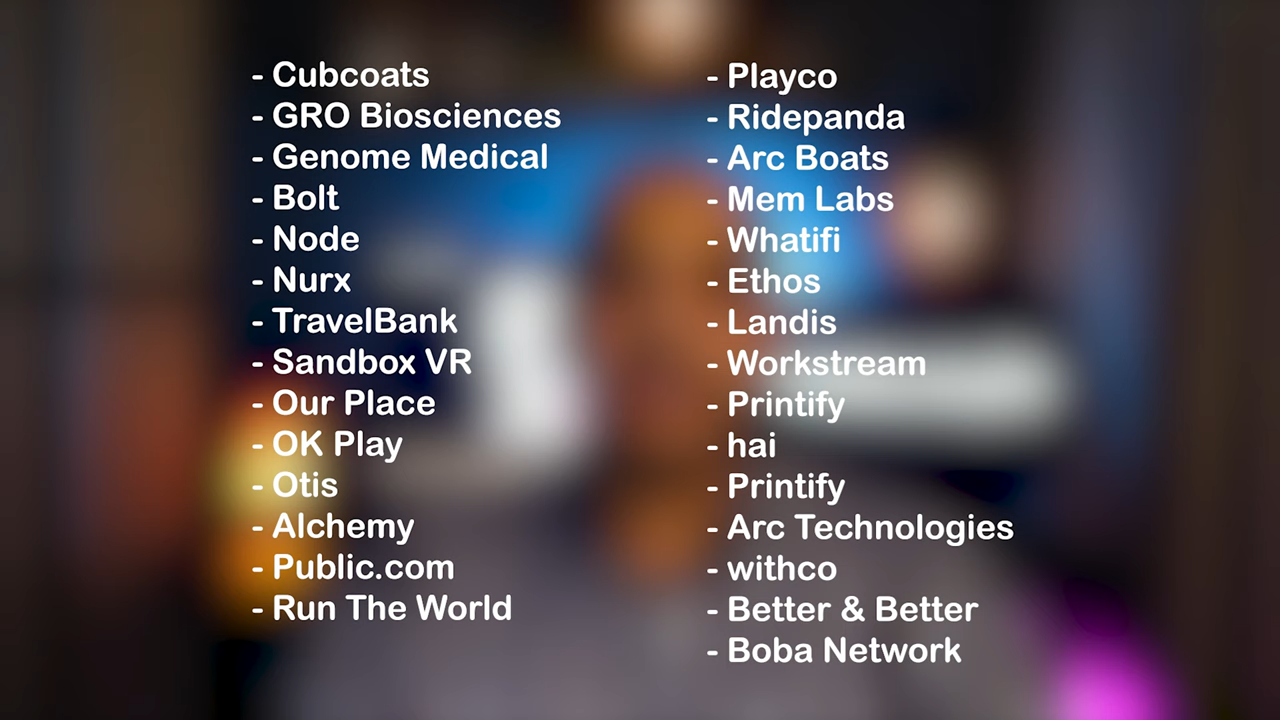 - Cubcoats
- GRO Biosciences
- Genome Medical
- Bolt
- Node
- Nurx
- TravelBank
- Sandbox VR
- Our Place
- OK Play
- Otis
- Alchemy
- Public.com
- Run The World
- Playco
- Ridepanda
- Arc Boats
- Mem Labs
- Whatifi
- Ethos
- Landis
- Workstream
- Printify
- hai
- Printify
- Arc Technologies
- withco
- Better & Better
- Boba Network